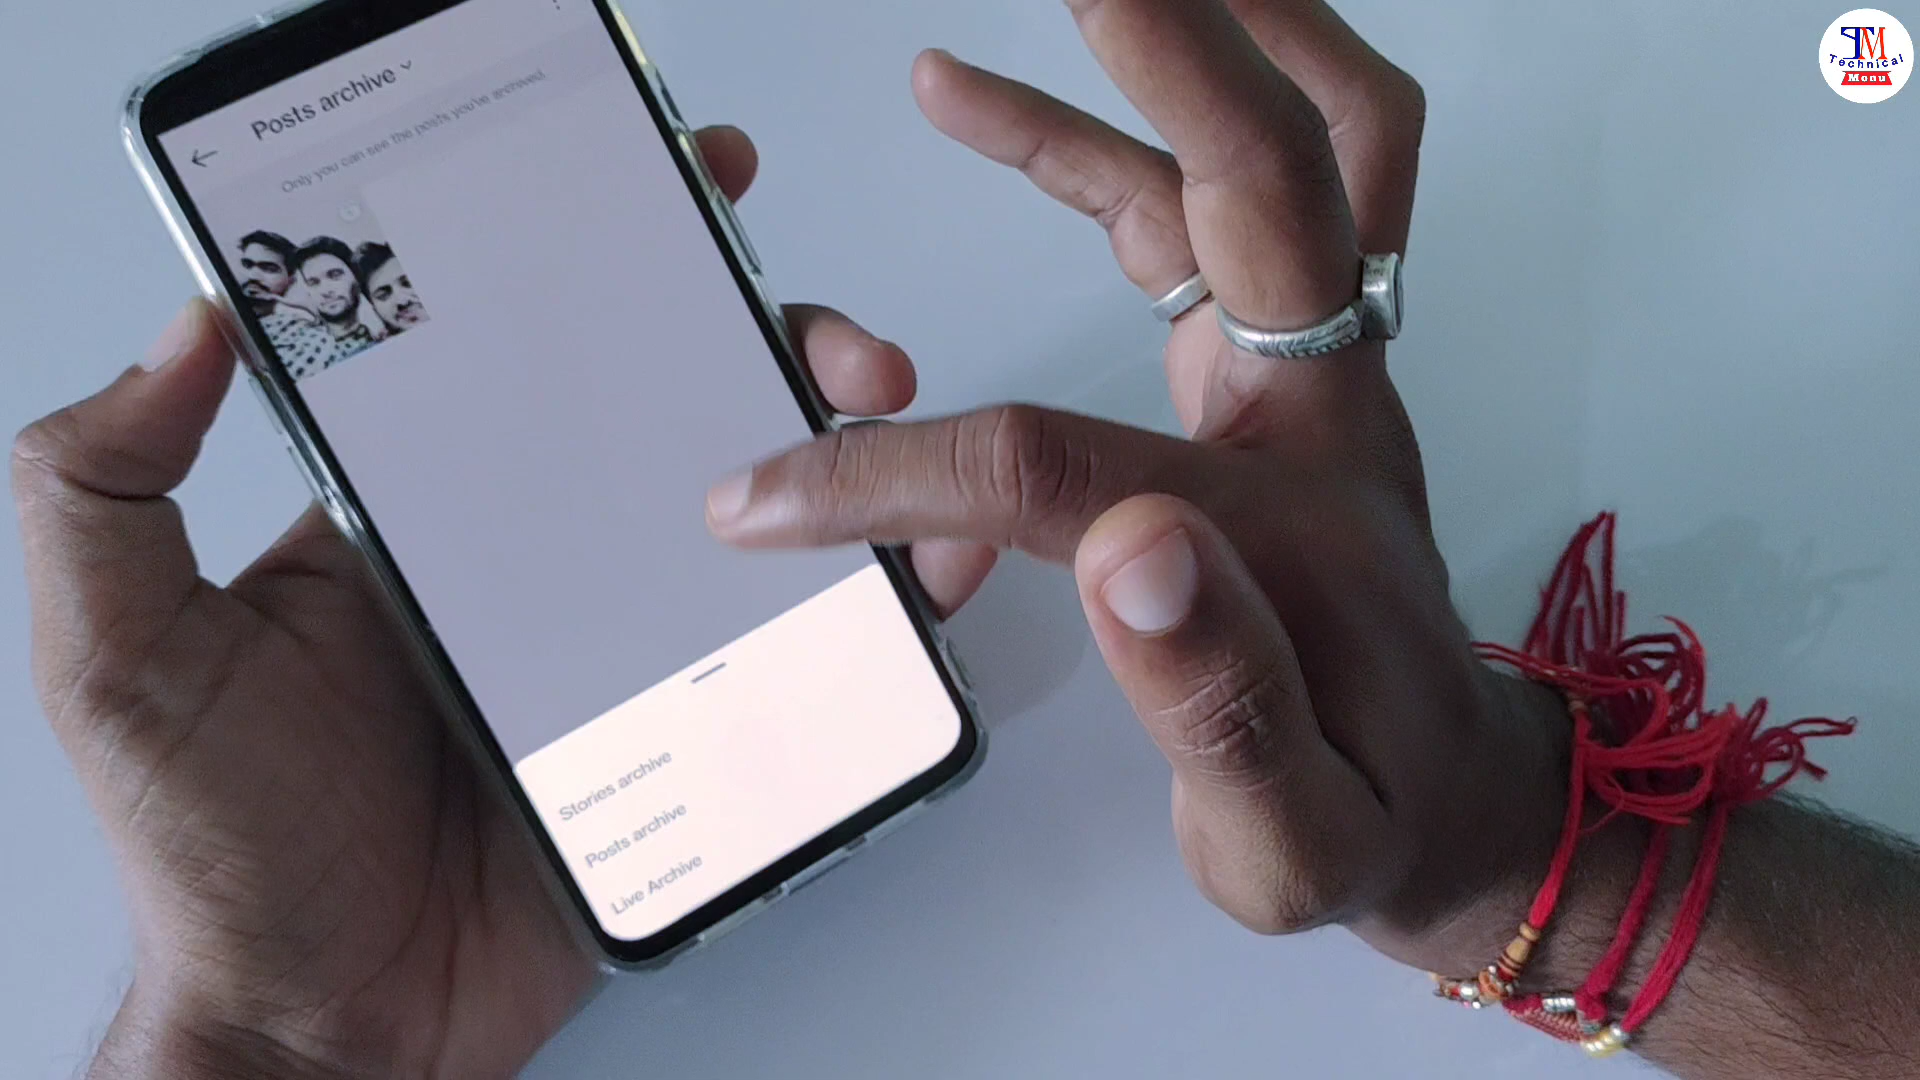 Posts archive
Only you can see the posts you've archived.
Stories archive
Posts archive
Live Archive
TM
Technical
Monu